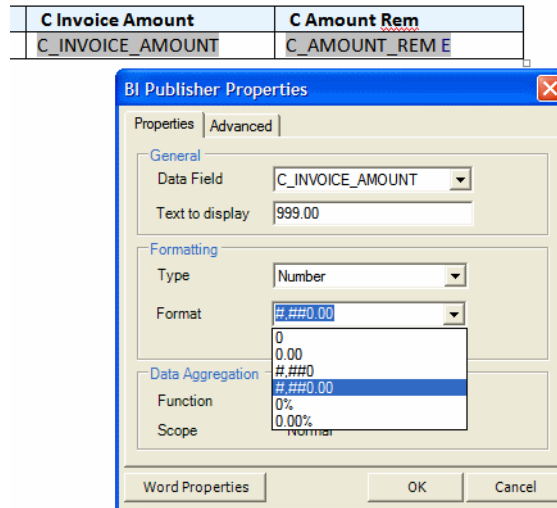 C Invoice Amount C Amount Rem
C_INVOICE_AMOUNT C_AMOUNT_REM E
BI Publisher Properties
Properties Advanced
General
Data Field C_INVOICE_AMOUNT
Text to display 999.00
Formatting
Type Number
Format #,##0.00
0
0.00
#,##0
#,##0.00
0%
0.00%
Data Aggregation
Function
Scope Normal
Word Properties OK Cancel